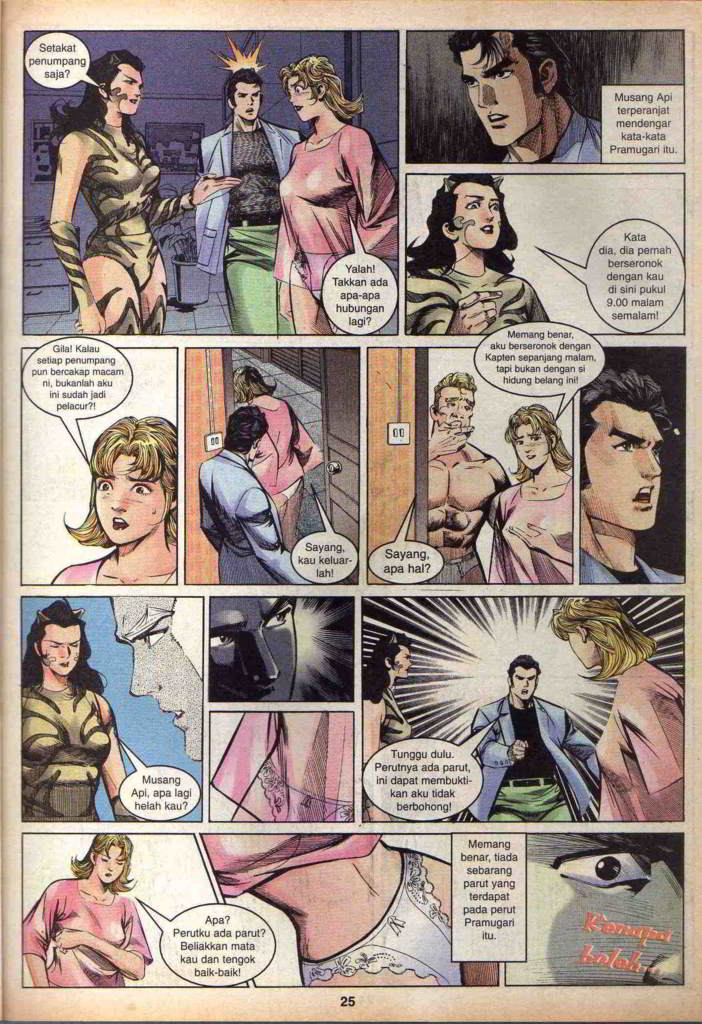 Setakat
penumpang
saja?
Yalah!
Takkan ada
apa-apa
hubungan
lagi?
Musang Api
terperanjat
mendengar
kata-kata
Pramugari itu.
Kata
dia, dia pernah
berseronok
dengan kau
di sini pukul
9.00 malam
semalam!
Gila! Kalau
setiap penumpang
pun bercakap macam
ni, bukanlah aku
ini sudah jadi
pelacur?!
Sayang,
kau keluar-
lah!
Memang benar,
aku berseronok dengan
Kapten sepanjang malam,
tapi bukan dengan si
hidung belang ini!
Sayang,
apa hal?
Musang
Api, apa lagi
helah kau?
Tunggu dulu.
Perutnya ada parut,
ini dapat membukti-
kan aku tidak
berbohong!
Apa?
Perutku ada parut?
Beliakkan mata
kau dan tengok
baik-baik!
Memang
benar, tiada
sebarang
parut yang
terdapat
pada perut
Pramugari
itu.
Kenapa
25